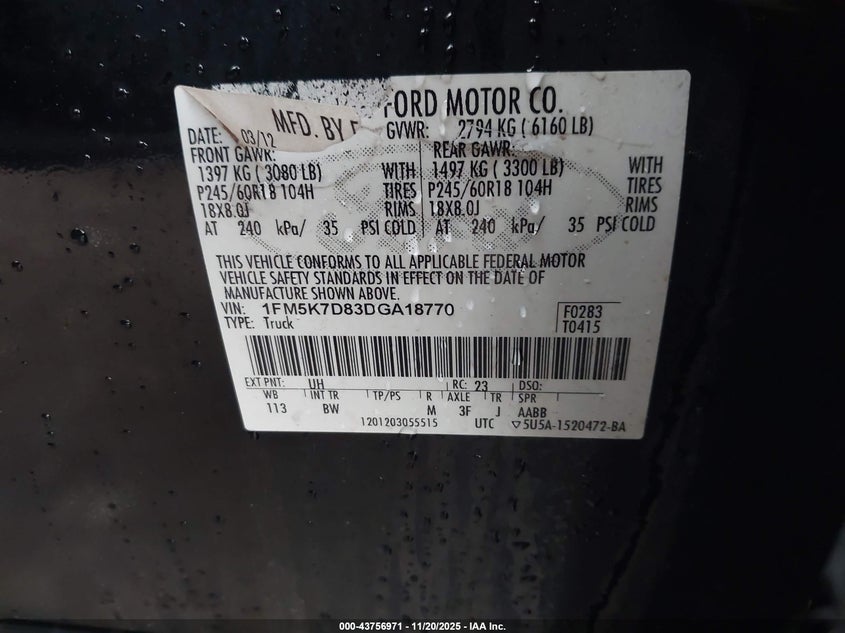 MFD. BY F FORD MOTOR CO.
DATE: 03/12 GVWR: 2794 KG ( 6160 LB)
FRONT GAWR: REAR GAWR:
1397 KG ( 3080 LB) WITH 1497 KG ( 3300 LB) WITH
P245/60R18 104H TIRES P245/60R18 104H TIRES
18X8.0J RIMS 18X8.0J RIMS
AT 240 kPa/ 35 PSI COLD AT 240 kPa/ 35 PSI COLD
THIS VEHICLE CONFORMS TO ALL APPLICABLE FEDERAL MOTOR
VEHICLE SAFETY STANDARDS IN EFFECT ON THE DATE OF
MANUFACTURE SHOWN ABOVE.
VIN: 1FM5K7D83DGA18770 F0283
TYPE: Truck T0415
EXT PNT: UH RC: 23 DSO:
WB INT TR TP/PS R AXLE TR SPR
113 BW M 3F J AABB
1201203055515 UTC ▽5U5A-1520472-BA
000-43756971 - 11/20/2025 - IAA Inc.